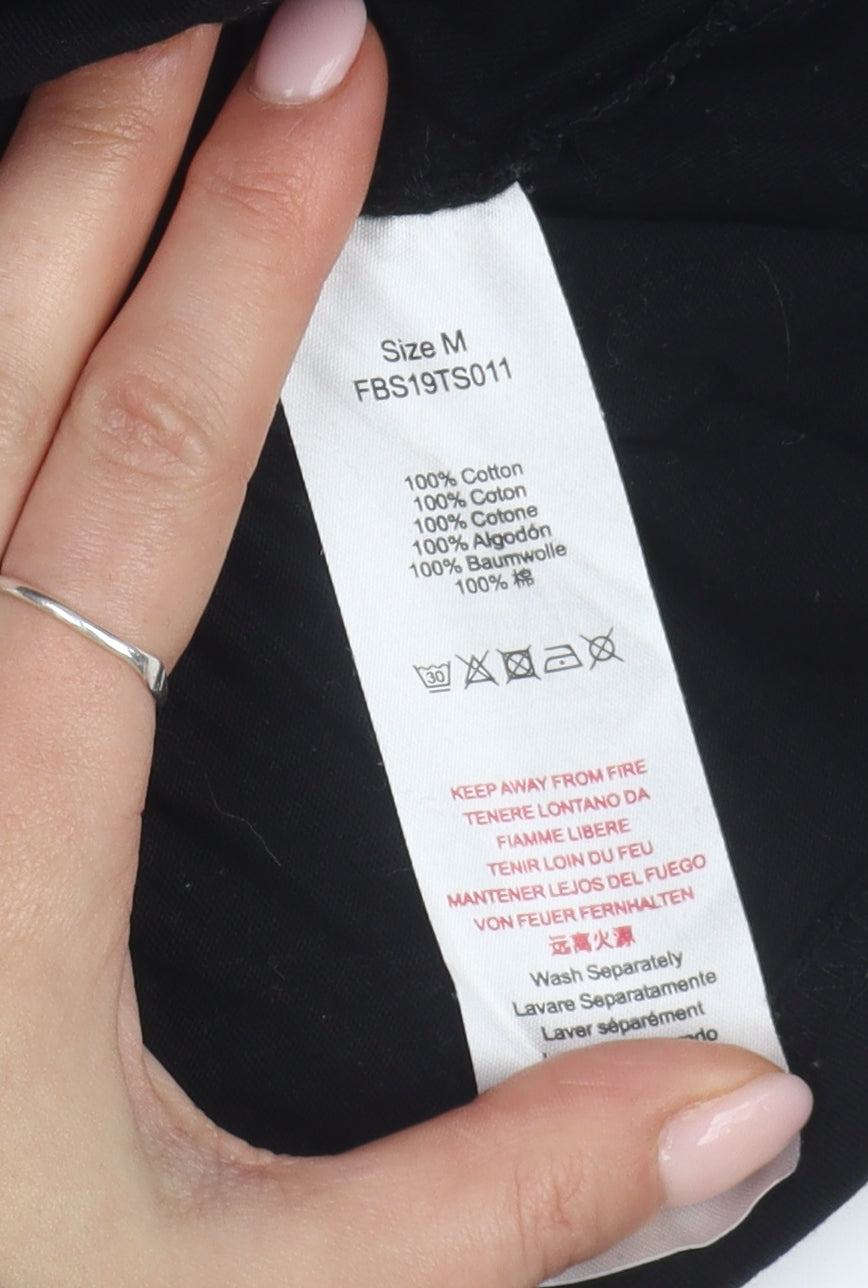 Size M
FBS19TS011
100% Cotton
100% Coton
100% Cotone
100% Algodón
100% Baumwolle
100% 棉
30
KEEP AWAY FROM FIRE
TENERE LONTANO DA
FIAMME LIBERE
TENIR LOIN DU FEU
MANTENER LEJOS DEL FUEGO
VON FEUER FERNHALTEN
远离火源
Wash Separately
Lavare Separatamente
Laver séparément